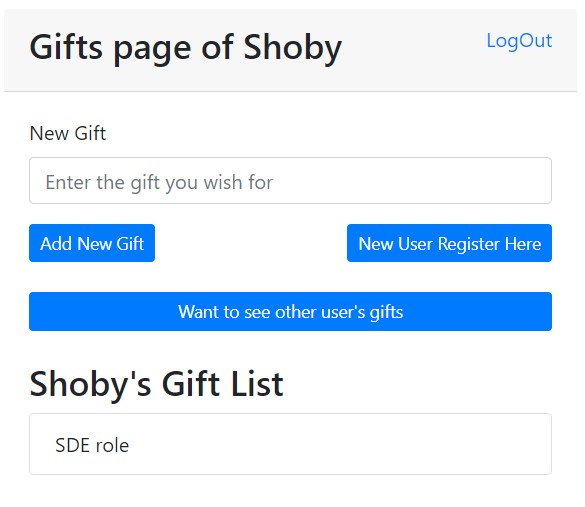 Gifts page of Shoby
LogOut
New Gift
Enter the gift you wish for
Add New Gift
New User Register Here
Want to see other user's gifts
Shoby's Gift List
SDE role